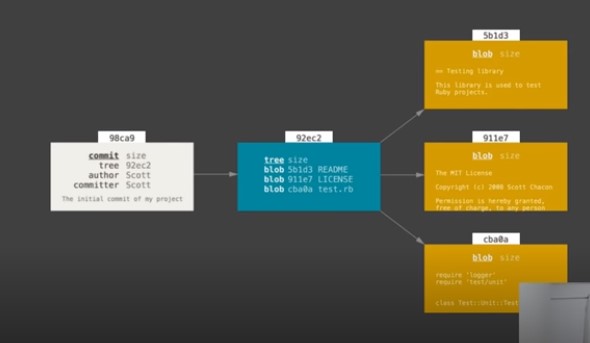 98ca9
commit size
tree 92ec2
author Scott
committer Scott
The initial commit of my project
92ec2
tree size
blob 5b1d3 README
blob 911e7 LICENSE
blob cba0a test.rb
5b1d3
blob size
== Testing library
This library is used to test
Ruby projects.
911e7
blob size
The MIT License
Copyright (c) 2008 Scott Chacon
Permission is hereby granted,
free of charge, to any person
cba0a
blob size
require 'logger'
require 'test/unit'
class Test::Unit::Test